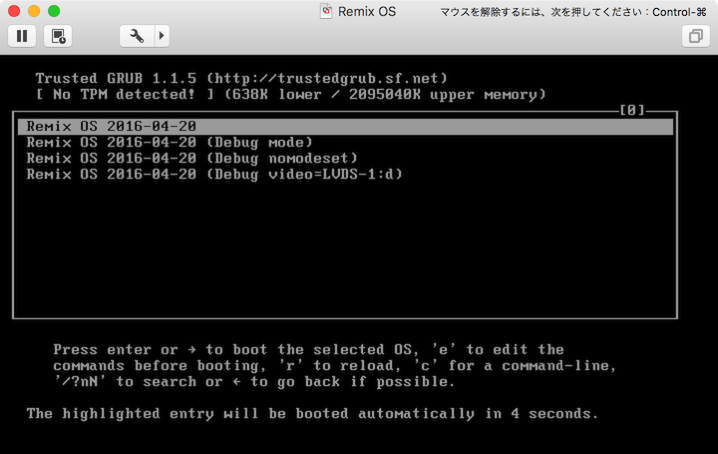 Remix OS
マウスを解除するには、次を押してください：Control-⌘
Trusted GRUB 1.1.5 (http://trustedgrub.sf.net)
[ No TPM detected! ] (638K lower / 2095040K upper memory)
[0]
Remix OS 2016-04-20
Remix OS 2016-04-20 (Debug mode)
Remix OS 2016-04-20 (Debug nomodeset)
Remix OS 2016-04-20 (Debug video=LVDS-1:d)
Press enter or → to boot the selected OS, 'e' to edit the
commands before booting, 'r' to reload, 'c' for a command-line,
'/?nN' to search or ← to go back if possible.
The highlighted entry will be booted automatically in 4 seconds.